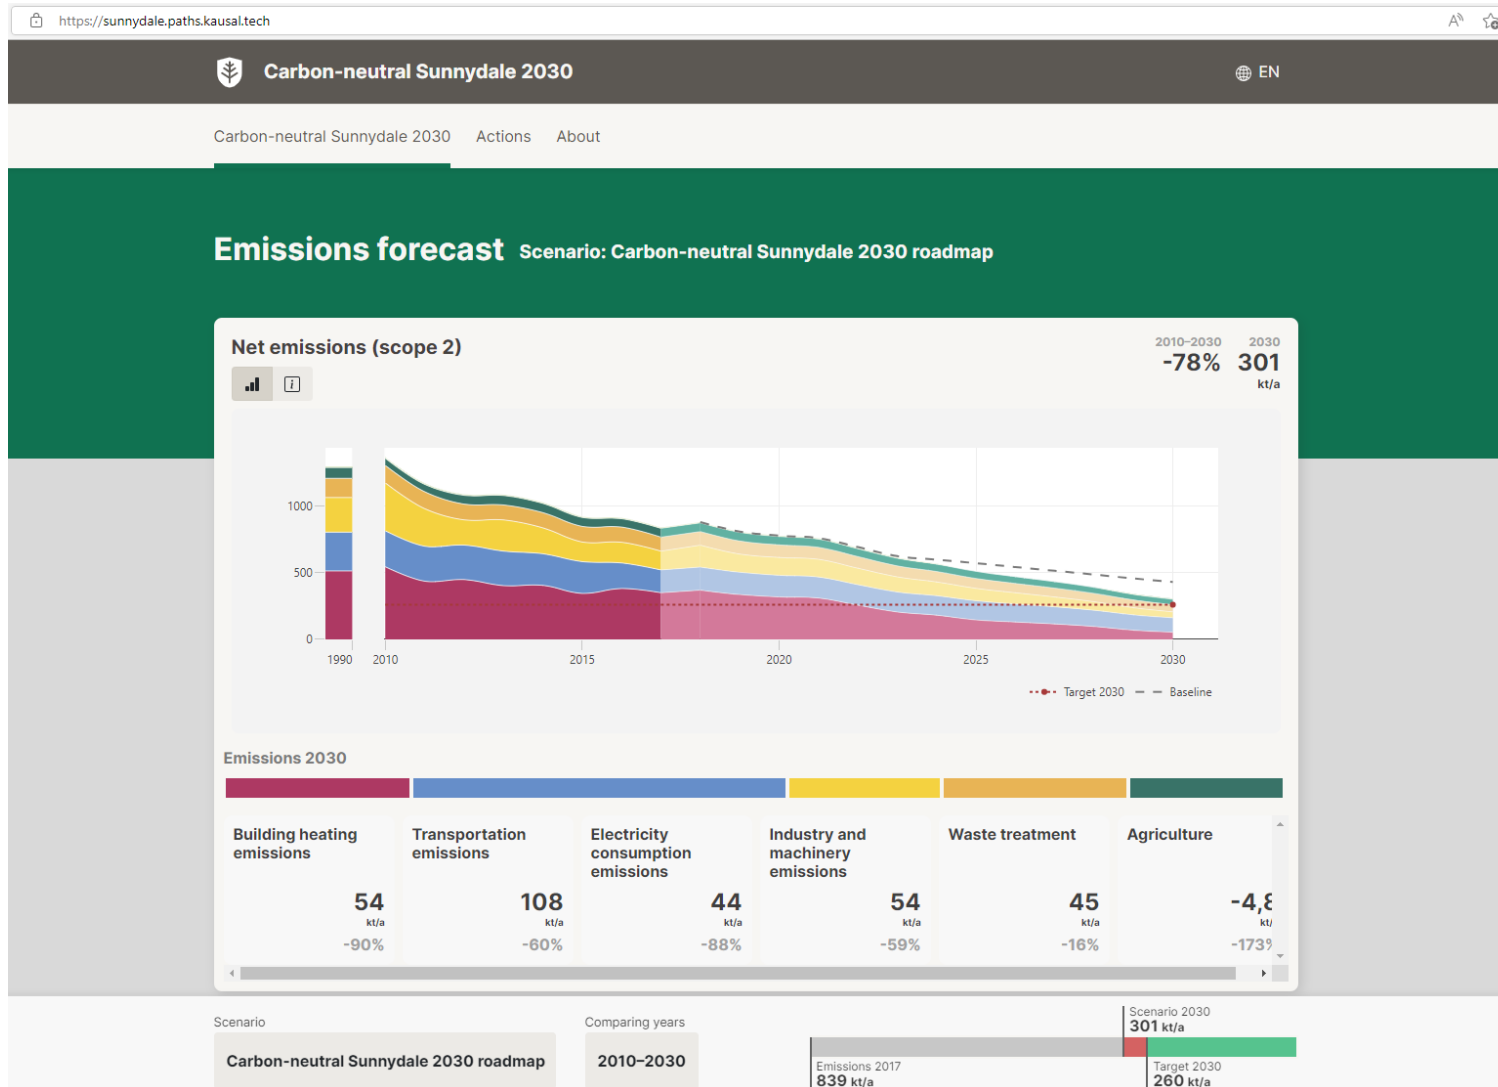 https://sunnydale.paths.kausal.tech
Carbon-neutral Sunnydale 2030
EN
Carbon-neutral Sunnydale 2030 Actions About
Emissions forecast Scenario: Carbon-neutral Sunnydale 2030 roadmap
Net emissions (scope 2)
2010–2030 2030
-78% 301
kt/a
1000
500
0
1990 2010 2015 2020 2025 2030
Target 2030 Baseline
Emissions 2030
Building heating emissions
54
kt/a
-90%
Transportation emissions
108
kt/a
-60%
Electricity consumption emissions
44
kt/a
-88%
Industry and machinery emissions
54
kt/a
-59%
Waste treatment
45
kt/a
-16%
Agriculture
-4,8
kt/
-173%
Scenario
Carbon-neutral Sunnydale 2030 roadmap
Comparing years
2010–2030
Scenario 2030
301 kt/a
Emissions 2017
839 kt/a
Target 2030
260 kt/a